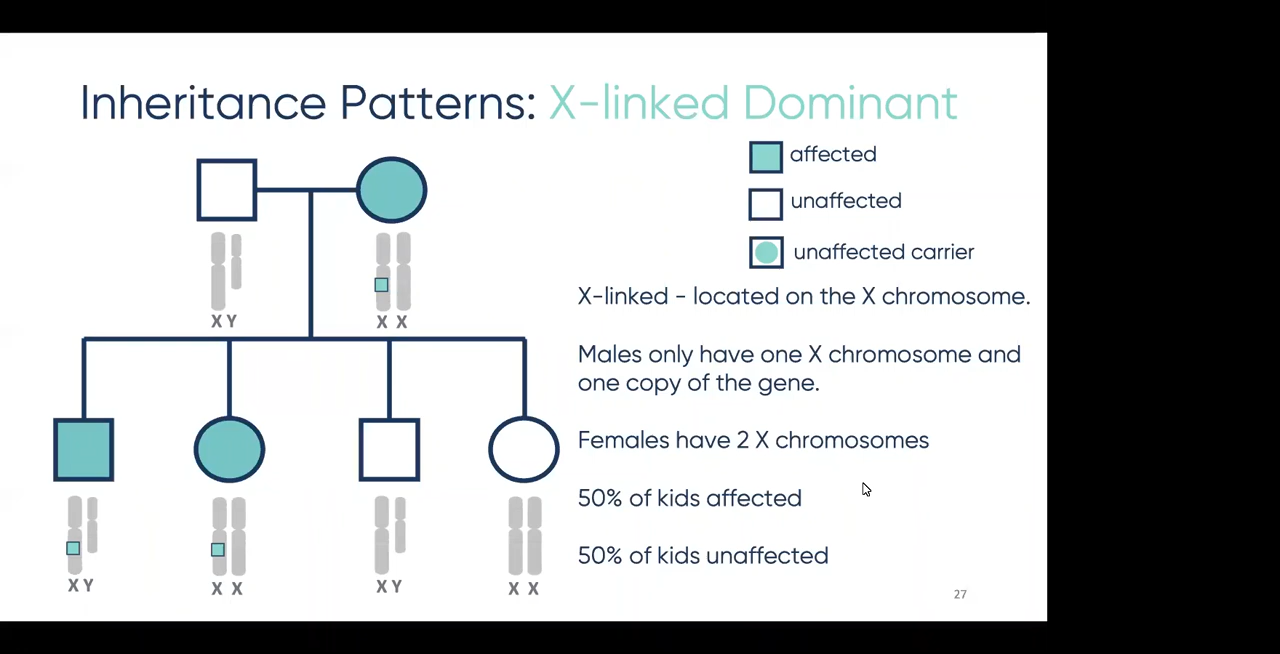 Inheritance Patterns: X-linked Dominant
affected
unaffected
unaffected carrier
X Y
X X
X-linked - located on the X chromosome.
Males only have one X chromosome and
one copy of the gene.
Females have 2 X chromosomes
50% of kids affected
50% of kids unaffected
X Y
X X
X Y
X X
27